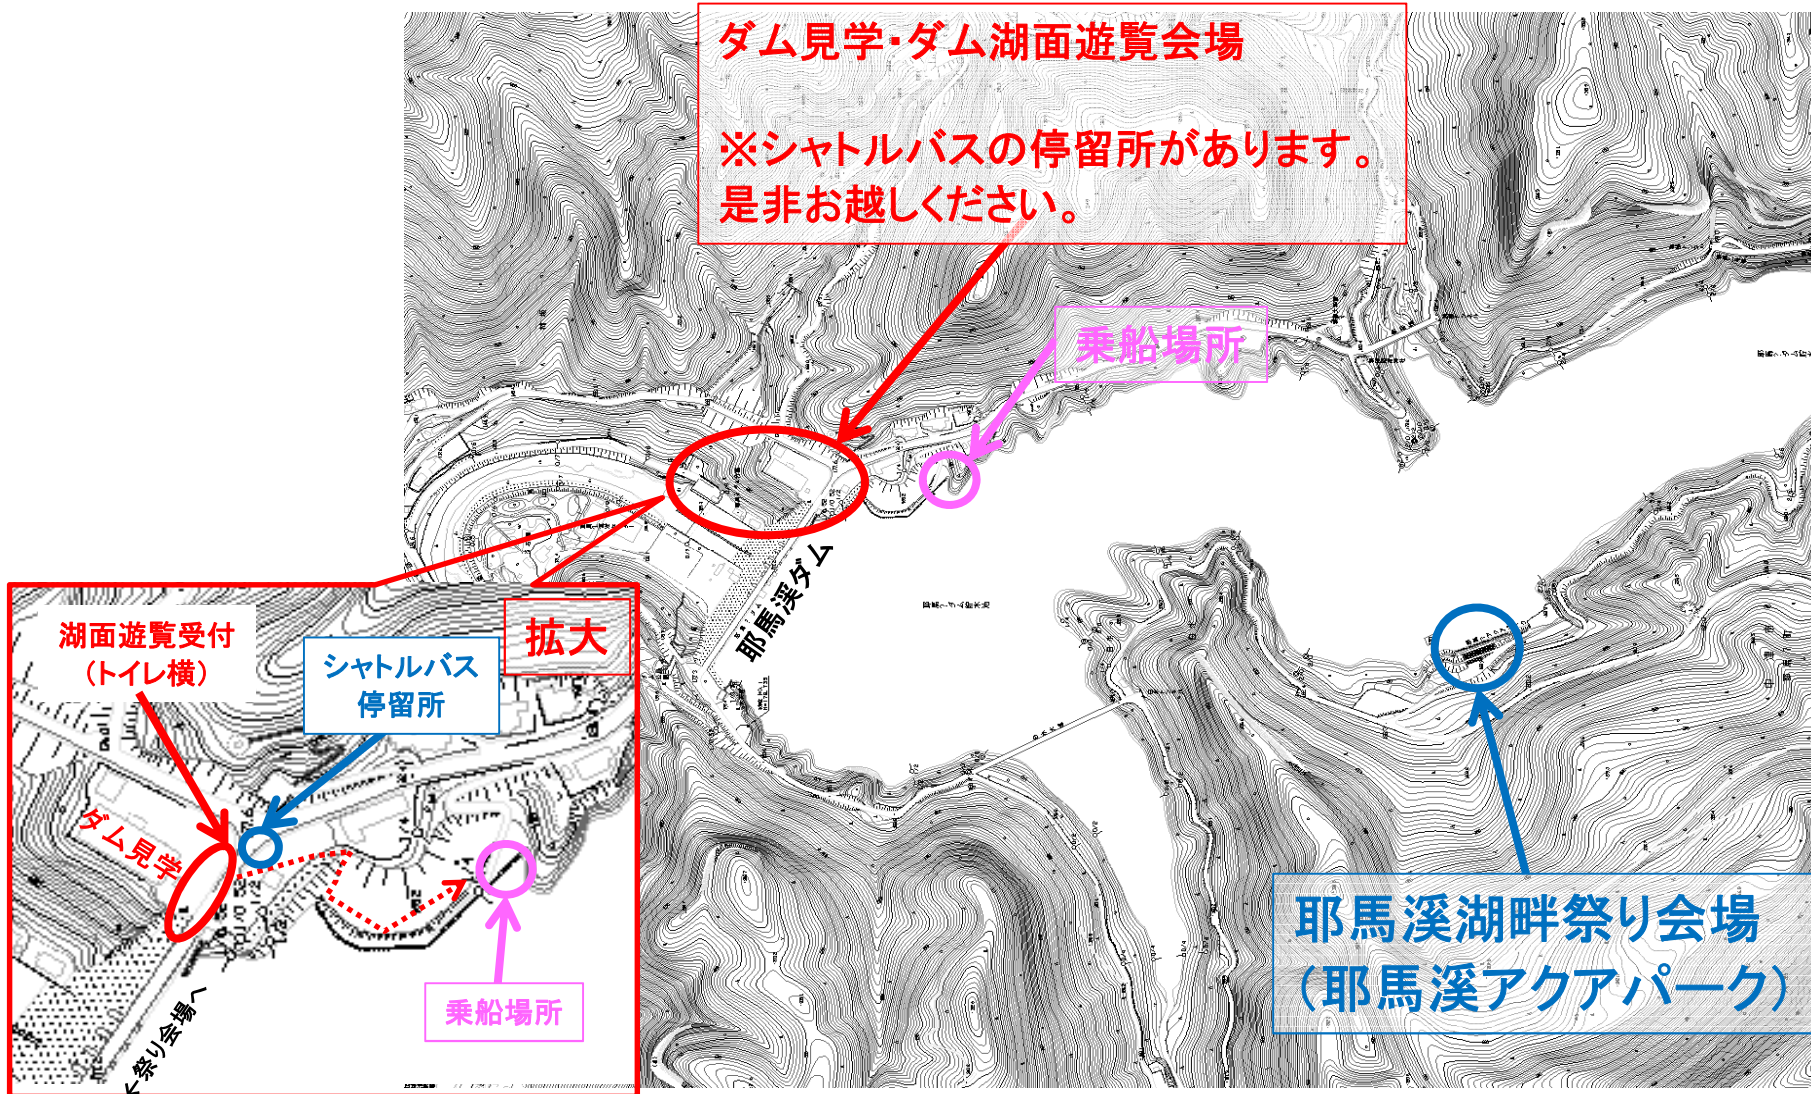 ダム見学・ダム湖面遊覧会場
※シャトルバスの停留所があります。
是非お越しください。
乗船場所
耶馬溪ダム
拡大
湖面遊覧受付
（トイレ横）
シャトルバス
停留所
ダム見学
乗船場所
＜祭り会場へ
耶馬溪湖畔祭り会場
（耶馬溪アクアパーク）